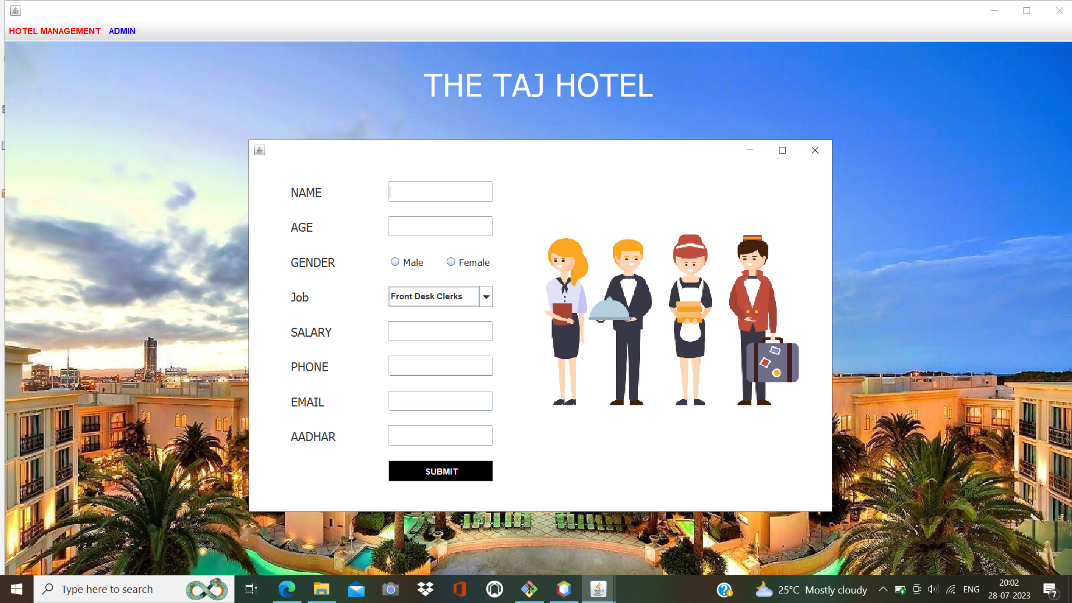 HOTEL MANAGEMENT ADMIN
THE TAJ HOTEL
NAME
AGE
GENDER Male Female
Job Front Desk Clerks
SALARY
PHONE
EMAIL
AADHAR
SUBMIT
Type here to search 25°C Mostly cloudy ENG 20:02
28-07-2023 7